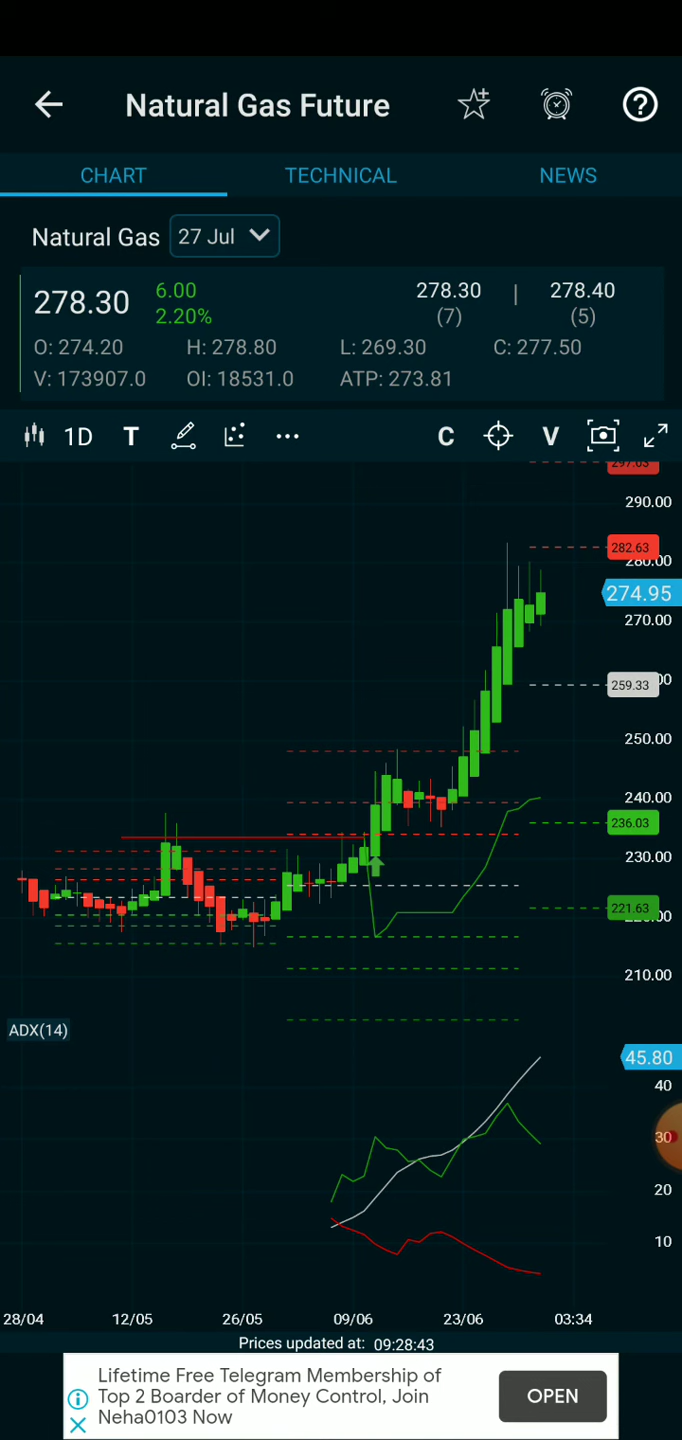 Natural Gas Future
CHART TECHNICAL NEWS
Natural Gas 27 Jul
278.30 6.00 278.30 | 278.40
2.20% (7) (5)
O: 274.20 H: 278.80 L: 269.30 C: 277.50
V: 173907.0 OI: 18531.0 ATP: 273.81
1D T C V
290.00
282.63
280.00
274.95
270.00
259.33
250.00
240.00
236.03
230.00
221.63
210.00
ADX(14)
45.80
40
30
20
10
28/04 12/05 26/05 09/06 23/06 03:34
Prices updated at: 09:28:43
Lifetime Free Telegram Membership of
Top 2 Boarder of Money Control, Join
Neha0103 Now
OPEN